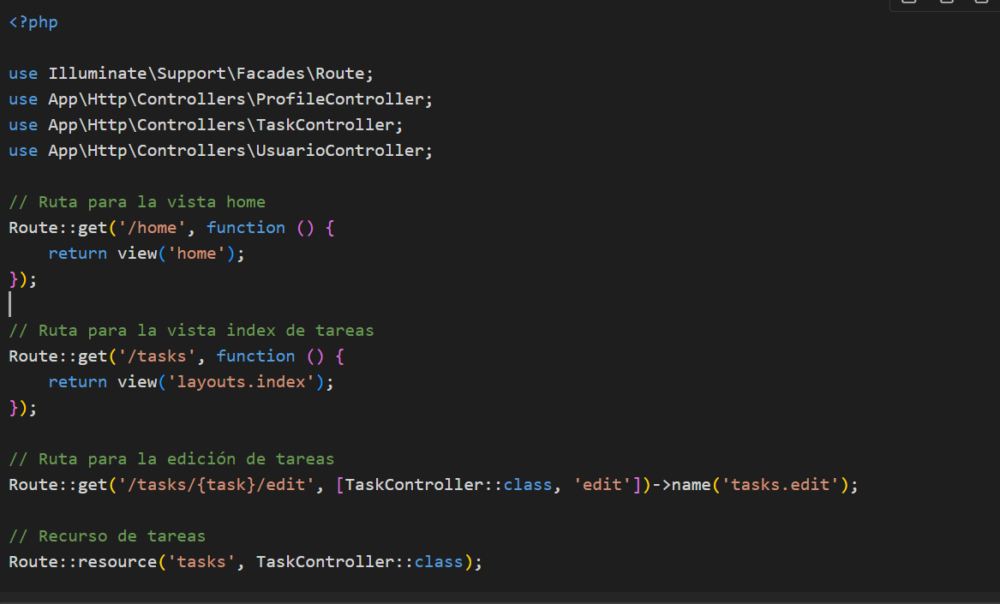 <?php
use Illuminate\Support\Facades\Route;
use App\Http\Controllers\ProfileController;
use App\Http\Controllers\TaskController;
use App\Http\Controllers\UsuarioController;
// Ruta para la vista home
Route::get('/home', function () {
    return view('home');
});
// Ruta para la vista index de tareas
Route::get('/tasks', function () {
    return view('layouts.index');
});
// Ruta para la edición de tareas
Route::get('/tasks/{task}/edit', [TaskController::class, 'edit'])->name('tasks.edit');
// Recurso de tareas
Route::resource('tasks', TaskController::class);